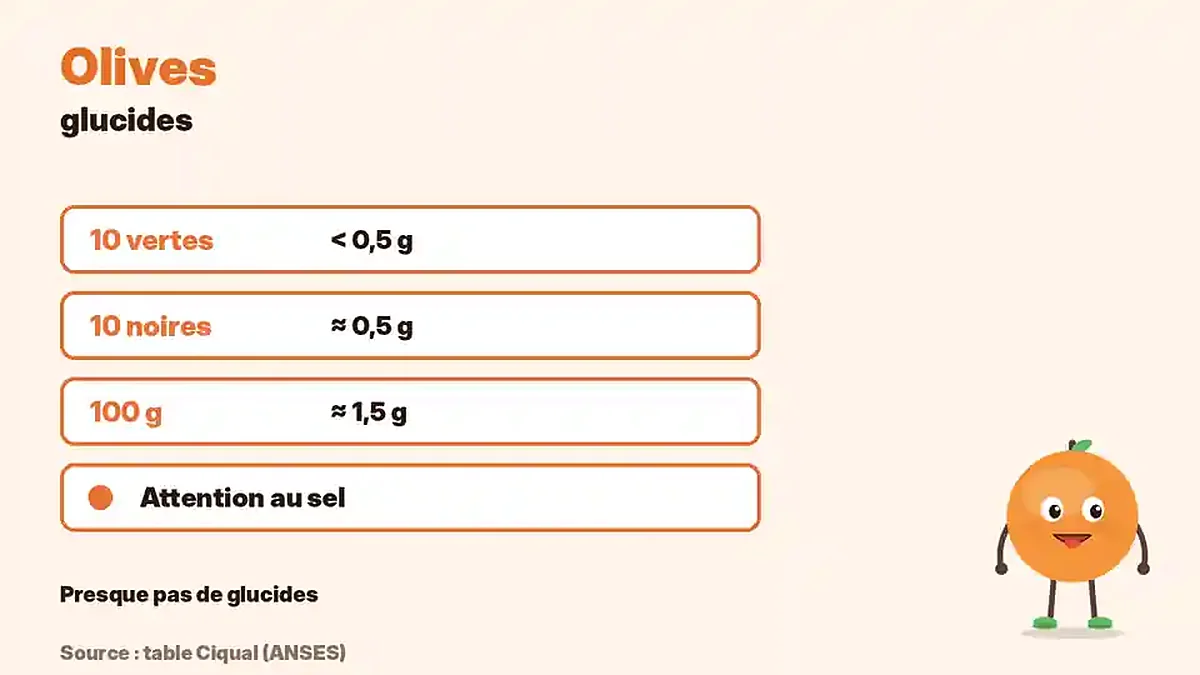 Olives
glucides
10 vertes < 0,5 g
10 noires ≈ 0,5 g
100 g ≈ 1,5 g
Attention au sel
Presque pas de glucides
Source : table Ciqual (ANSES)